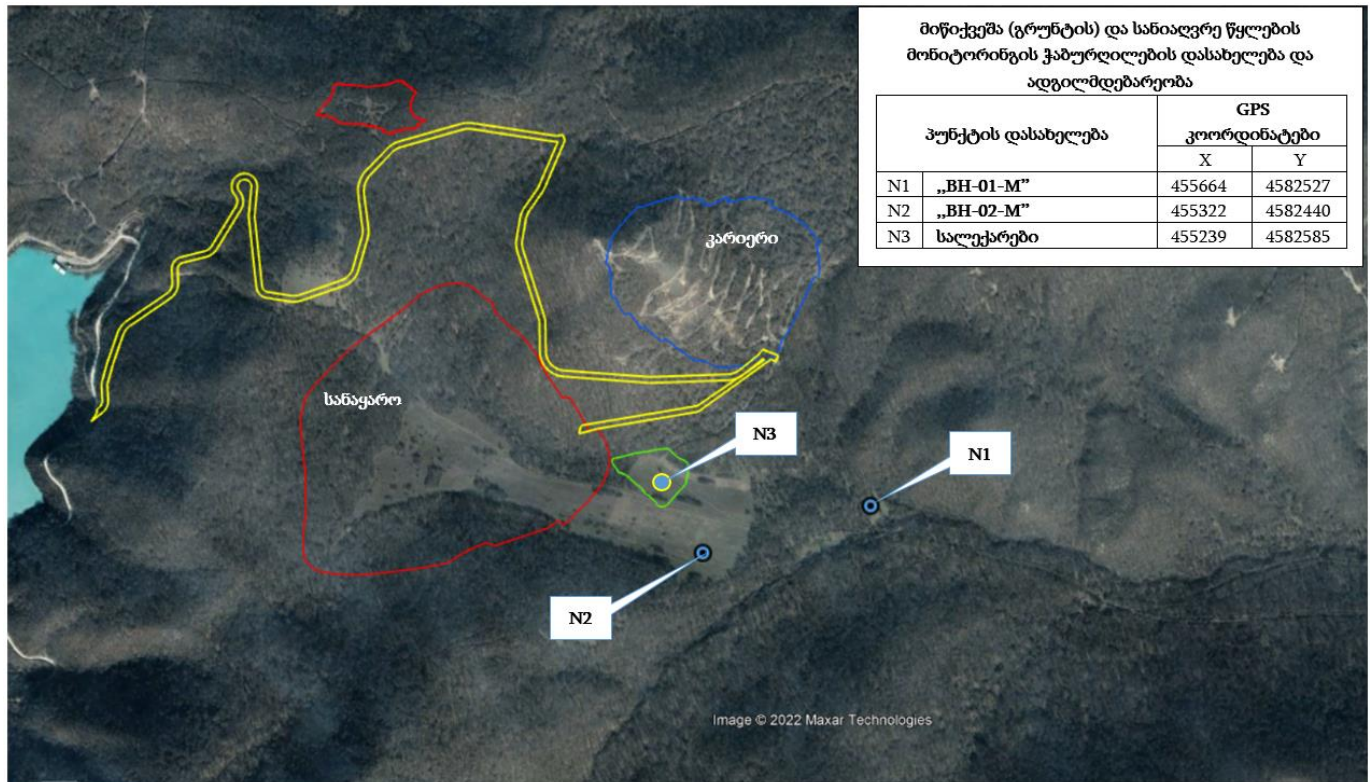 მიწიქვეშა (გრუნტის) და სანიაღვრე წყლების
მონიტორინგის ჭაბურღილების დასახელება და
ადგილმდებარეობა
პუნქტის დასახელება
GPS
კოორდინატები
X Y
N1 „BH-01-M” 455664 4582527
N2 „BH-02-M” 455322 4582440
N3 სალექარები 455239 4582585
კარიერი
სანაყარო
N3
N1
N2
Image © 2022 Maxar Technologies